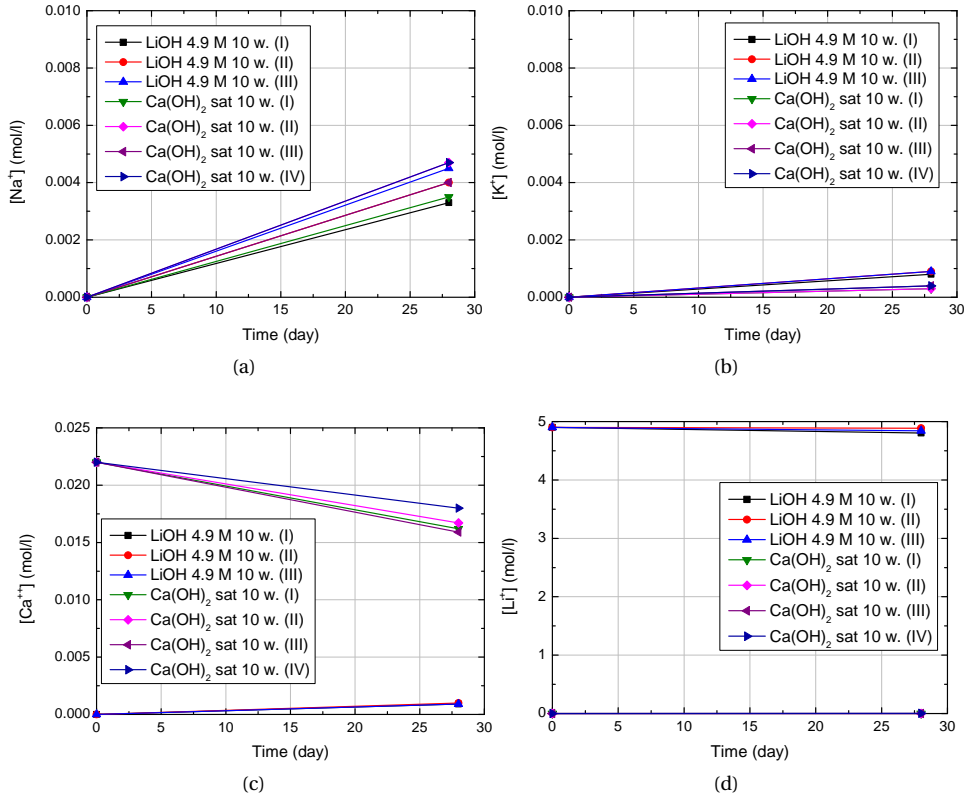 0.010
0.008
0.006
0.004
0.002
0.000
[Na⁺] (mol/l)
LiOH 4.9 M 10 w. (I)
LiOH 4.9 M 10 w. (II)
LiOH 4.9 M 10 w. (III)
Ca(OH)₂ sat 10 w. (I)
Ca(OH)₂ sat 10 w. (II)
Ca(OH)₂ sat 10 w. (III)
Ca(OH)₂ sat 10 w. (IV)
0 5 10 15 20 25 30
Time (day)
(a)
0.010
0.008
0.006
0.004
0.002
0.000
[K⁺] (mol/l)
LiOH 4.9 M 10 w. (I)
LiOH 4.9 M 10 w. (II)
LiOH 4.9 M 10 w. (III)
Ca(OH)₂ sat 10 w. (I)
Ca(OH)₂ sat 10 w. (II)
Ca(OH)₂ sat 10 w. (III)
Ca(OH)₂ sat 10 w. (IV)
0 5 10 15 20 25 30
Time (day)
(b)
0.025
0.020
0.015
0.010
0.005
0.000
[Ca⁺⁺] (mol/l)
LiOH 4.9 M 10 w. (I)
LiOH 4.9 M 10 w. (II)
LiOH 4.9 M 10 w. (III)
Ca(OH)₂ sat 10 w. (I)
Ca(OH)₂ sat 10 w. (II)
Ca(OH)₂ sat 10 w. (III)
Ca(OH)₂ sat 10 w. (IV)
0 5 10 15 20 25 30
Time (day)
(c)
5
4
3
2
1
0
[Li⁺] (mol/l)
LiOH 4.9 M 10 w. (I)
LiOH 4.9 M 10 w. (II)
LiOH 4.9 M 10 w. (III)
Ca(OH)₂ sat 10 w. (I)
Ca(OH)₂ sat 10 w. (II)
Ca(OH)₂ sat 10 w. (III)
Ca(OH)₂ sat 10 w. (IV)
0 5 10 15 20 25 30
Time (day)
(d)